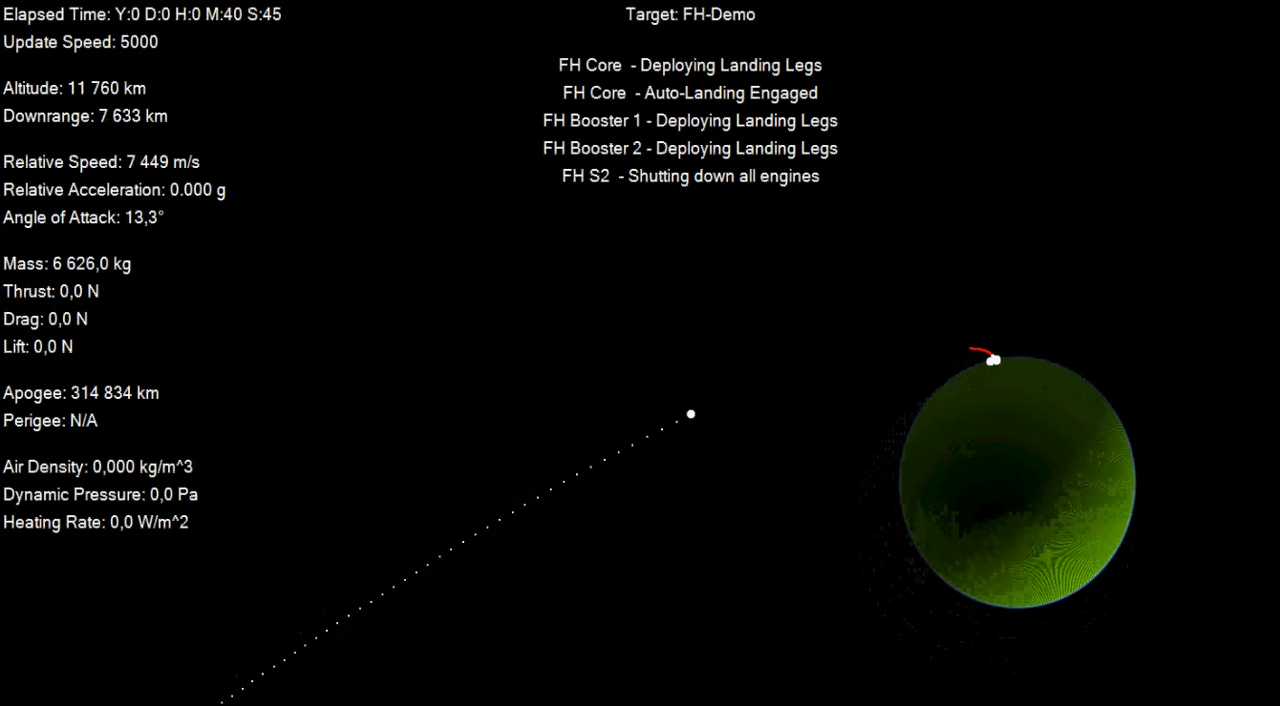 Elapsed Time: Y:0 D:0 H:0 M:40 S:45
Update Speed: 5000
Altitude: 11 760 km
Downrange: 7 633 km
Relative Speed: 7 449 m/s
Relative Acceleration: 0.000 g
Angle of Attack: 13,3°
Mass: 6 626,0 kg
Thrust: 0,0 N
Drag: 0,0 N
Lift: 0,0 N
Apogee: 314 834 km
Perigee: N/A
Air Density: 0,000 kg/m^3
Dynamic Pressure: 0,0 Pa
Heating Rate: 0,0 W/m^2
Target: FH-Demo
FH Core - Deploying Landing Legs
FH Core - Auto-Landing Engaged
FH Booster 1 - Deploying Landing Legs
FH Booster 2 - Deploying Landing Legs
FH S2 - Shutting down all engines